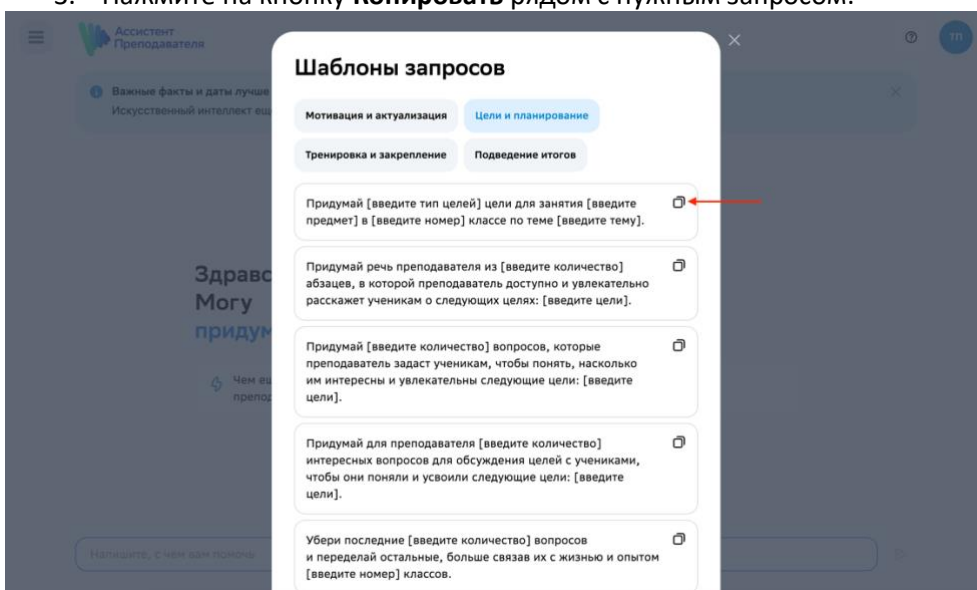 3. Нажмите на кнопку Копировать рядом с нужным запросом.
Ассистент
Преподавателя
ТП
Важные факты и даты лучше
Искусственный интеллект ещ
Здравс
Могу
придум
Чем ещ
препод
Напишите, с чем вам помочь
Шаблоны запросов
Мотивация и актуализация
Цели и планирование
Тренировка и закрепление
Подведение итогов
Придумай [введите тип целей] цели для занятия [введите
предмет] в [введите номер] классе по теме [введите тему].
Придумай речь преподавателя из [введите количество]
абзацев, в которой преподаватель доступно и увлекательно
расскажет ученикам о следующих целях: [введите цели].
Придумай [введите количество] вопросов, которые
преподаватель задаст ученикам, чтобы понять, насколько
им интересны и увлекательны следующие цели: [введите
цели].
Придумай для преподавателя [введите количество]
интересных вопросов для обсуждения целей с учениками,
чтобы они поняли и усвоили следующие цели: [введите
цели].
Убери последние [введите количество] вопросов
и переделай остальные, больше связав их с жизнью и опытом
[введите номер] классов.